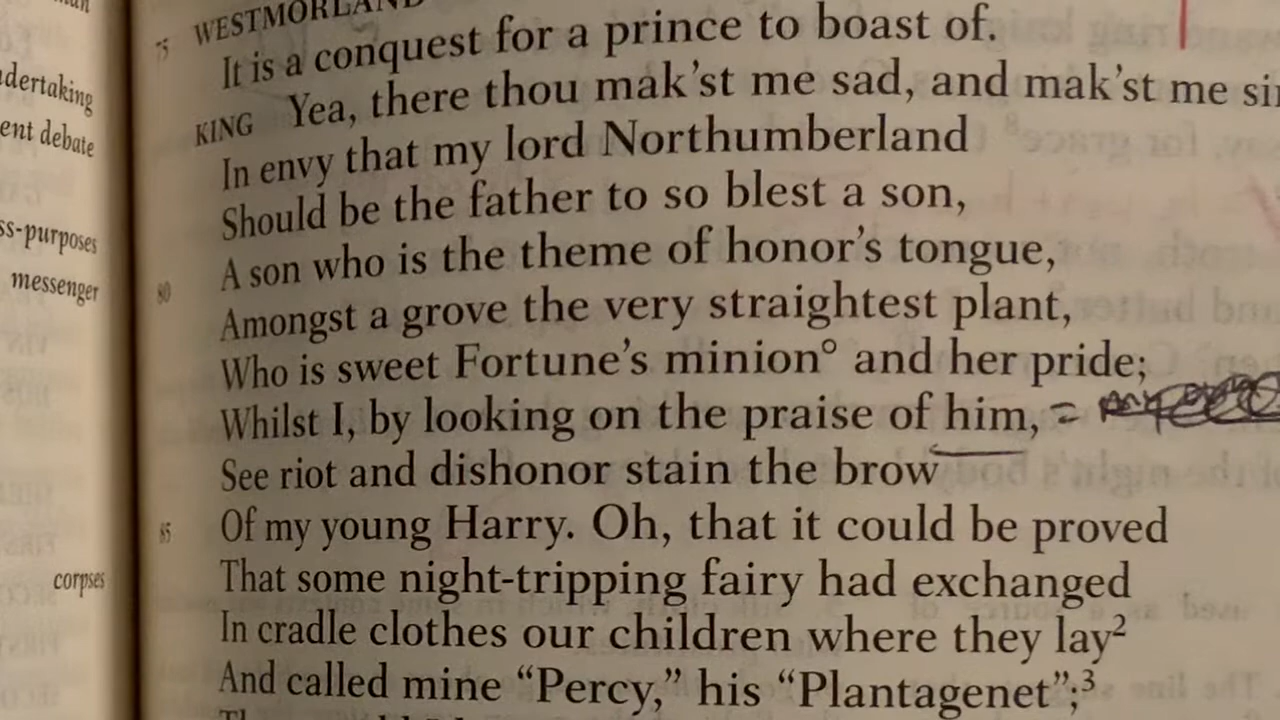 dertaking
ent debate
ss-purposes
messenger
corpses
75 WESTMORLAND
It is a conquest for a prince to boast of.
KING Yea, there thou mak'st me sad, and mak'st me
In envy that my lord Northumberland
Should be the father to so blest a son,
80 A son who is the theme of honor's tongue,
Amongst a grove the very straightest plant,
Who is sweet Fortune's minion° and her pride;
Whilst I, by looking on the praise of him, =
See riot and dishonor stain the brow
85 Of my young Harry. Oh, that it could be proved
That some night-tripping fairy had exchanged
In cradle clothes our children where they lay²
And called mine “Percy,” his “Plantagenet”;³